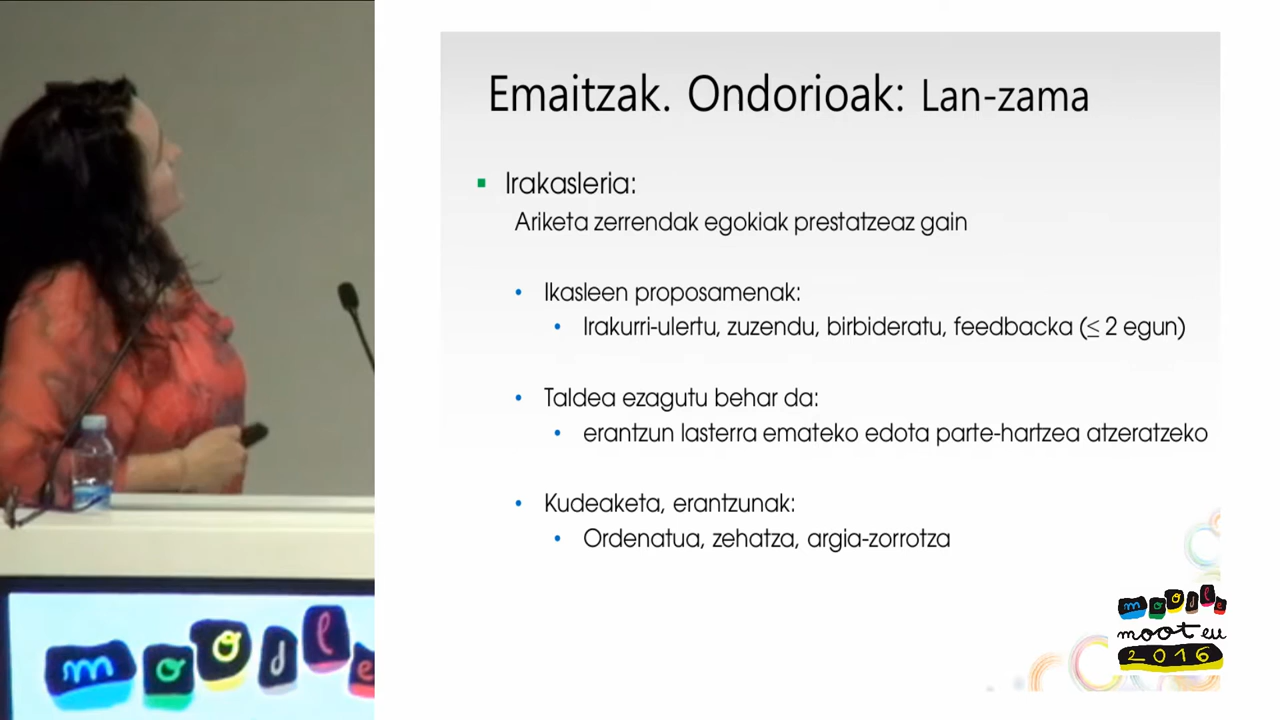 Emaitzak. Ondorioak: Lan-zama
Irakasleria:
Ariketa zerrendak egokiak prestatzeaz gain
Ikasleen proposamenak:
Irakurri-ulertu, zuzendu, birbideratu, feedbacka (≤ 2 egun)
Taldea ezagutu behar da:
erantzun lasterra emateko edota parte-hartzea atzeratzeko
Kudeaketa, erantzunak:
Ordenatua, zehatza, argia-zorrotza
moodle
moodle
moot eu
2016